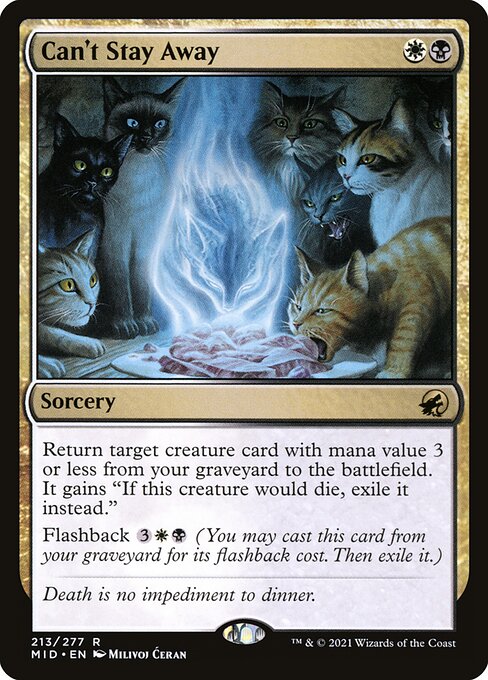 Can't Stay Away
Sorcery
Return target creature card with mana value 3
or less from your graveyard to the battlefield.
It gains “If this creature would die, exile it
instead.”
Flashback 3 (You may cast this card from
your graveyard for its flashback cost. Then exile it.)
Death is no impediment to dinner.
213/277 R
MID • EN Milivoj Ćeran
™ & © 2021 Wizards of the Coast